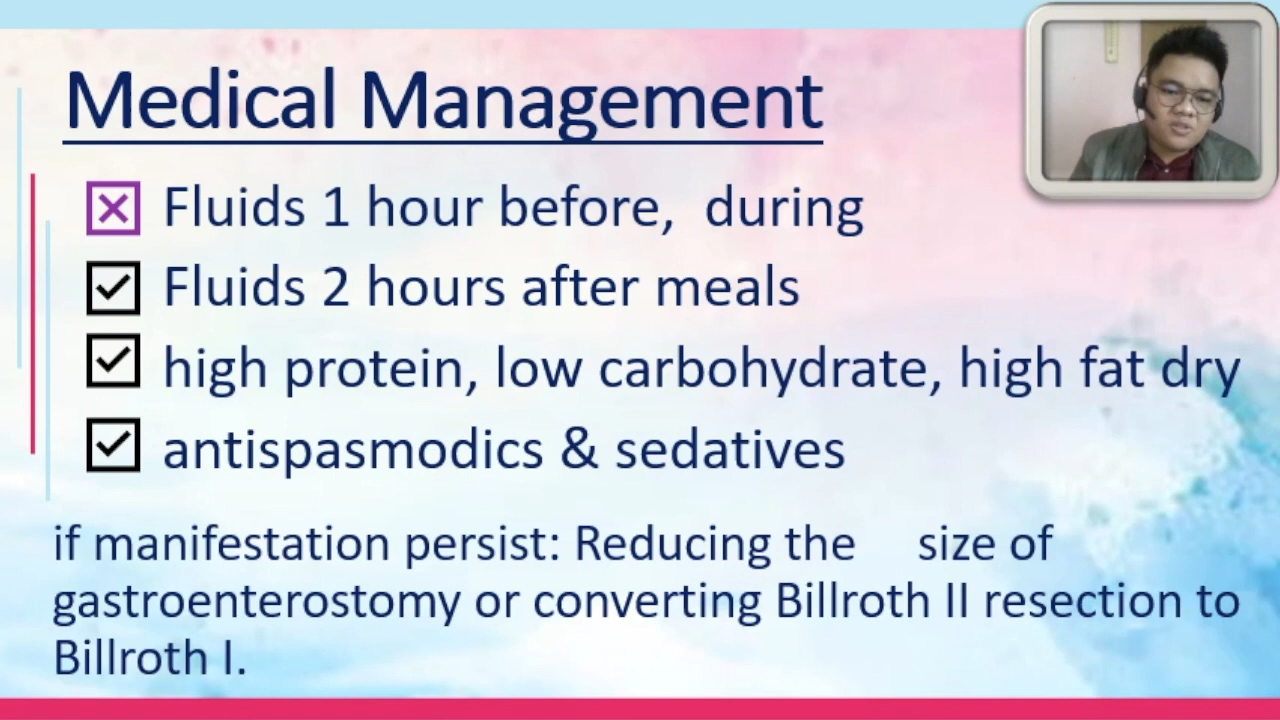 Medical Management
Fluids 1 hour before, during
Fluids 2 hours after meals
high protein, low carbohydrate, high fat dry
antispasmodics & sedatives
if manifestation persist: Reducing the size of
gastroenterostomy or converting Billroth II resection to
Billroth I.